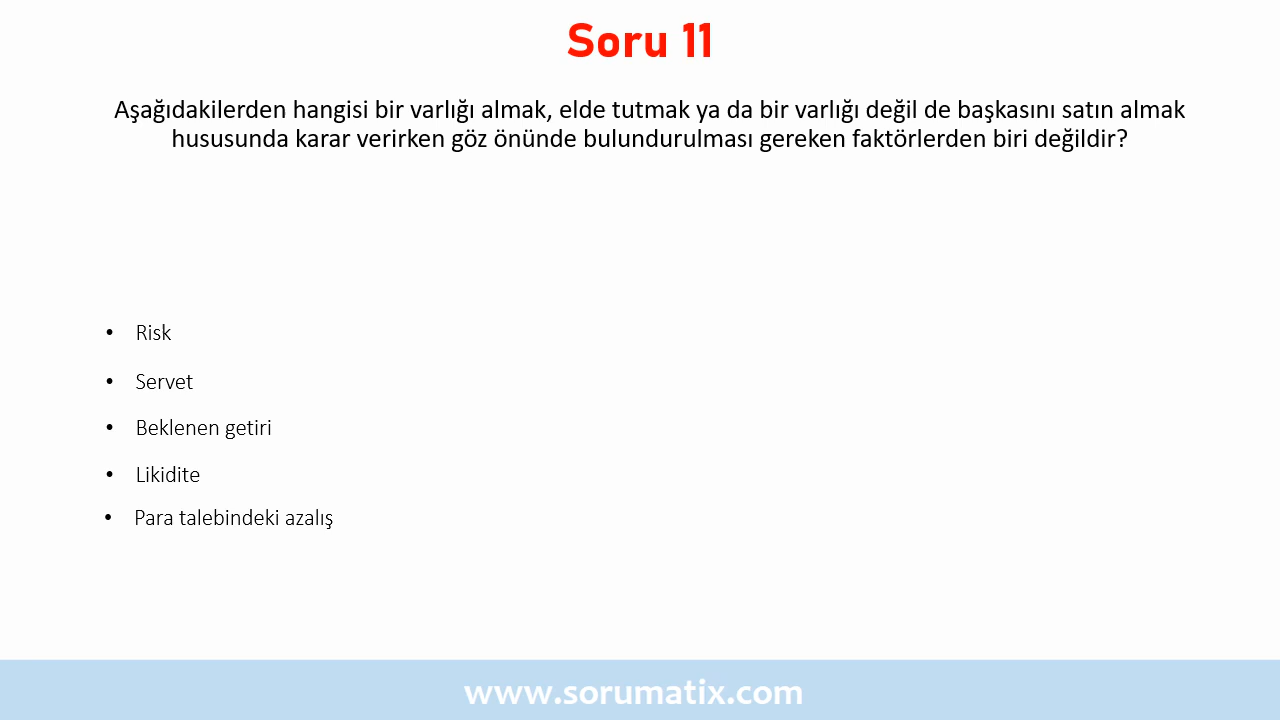 Soru 11
Aşağıdakilerden hangisi bir varlığı almak, elde tutmak ya da bir varlığı değil de başkasını satın almak
hususunda karar verirken göz önünde bulundurulması gereken faktörlerden biri değildir?
• Risk
• Servet
• Beklenen getiri
• Likidite
• Para talebindeki azalış
www.sorumatix.com